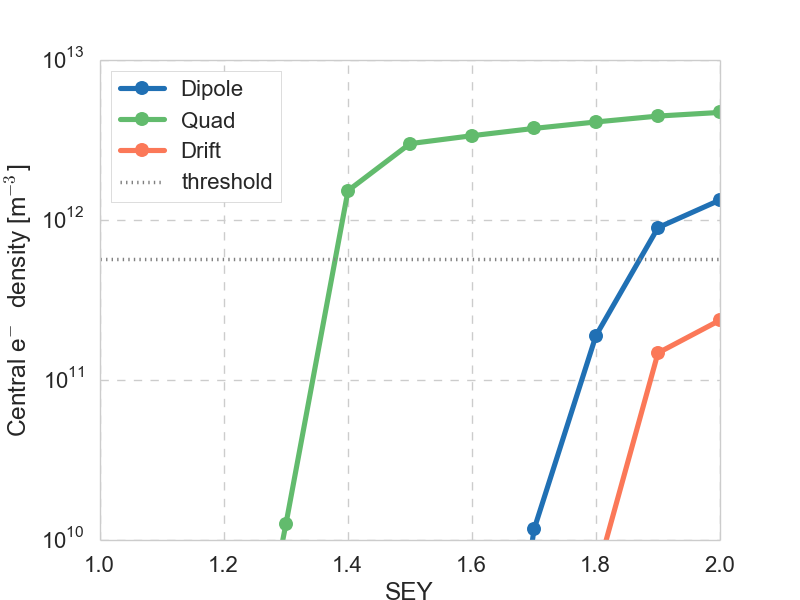 10^13
10^12
10^11
10^10
Central e^−  density [m^−3]
Dipole
Quad
Drift
threshold
1.0 1.2 1.4 1.6 1.8 2.0
SEY